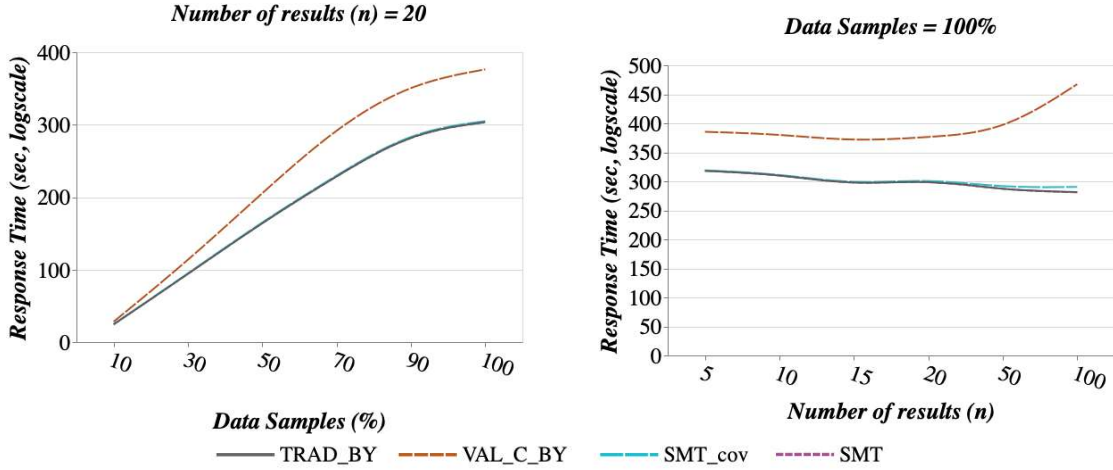 Number of results (n) = 20
Response Time (sec, logscale)
400
300
200
100
0
10 30 50 70 90 100
Data Samples (%)
Data Samples = 100%
Response Time (sec, logscale)
500
450
400
350
300
250
200
150
100
50
0
5 10 15 20 50 100
Number of results (n)
TRAD_BY VAL_C_BY SMT_cov SMT